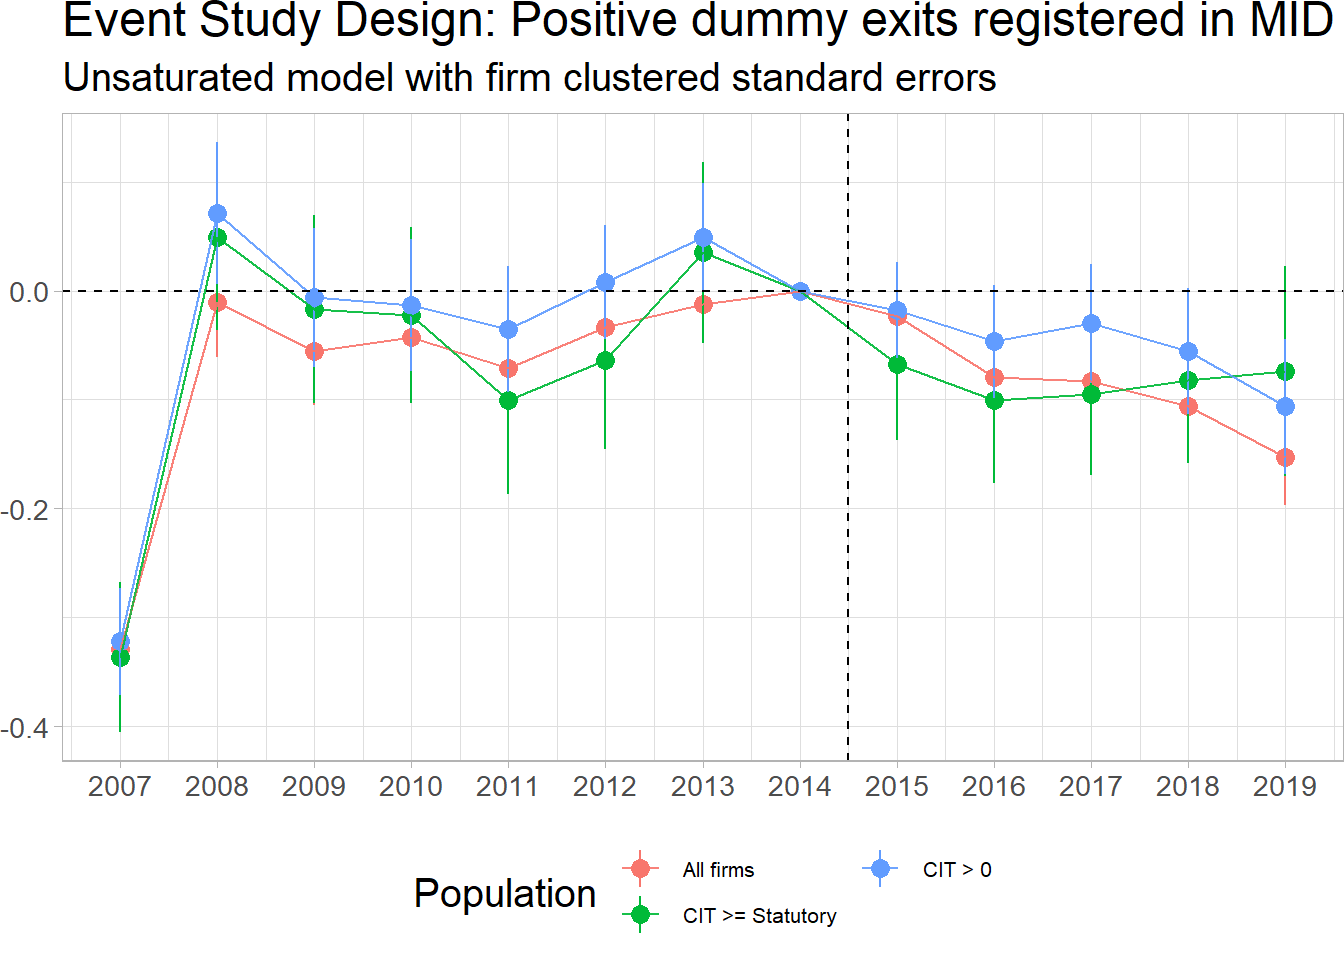 Event Study Design: Positive dummy exits registered in MID
Unsaturated model with firm clustered standard errors
0.0
-0.2
-0.4
2007 2008 2009 2010 2011 2012 2013 2014 2015 2016 2017 2018 2019
Population
All firms
CIT > 0
CIT >= Statutory